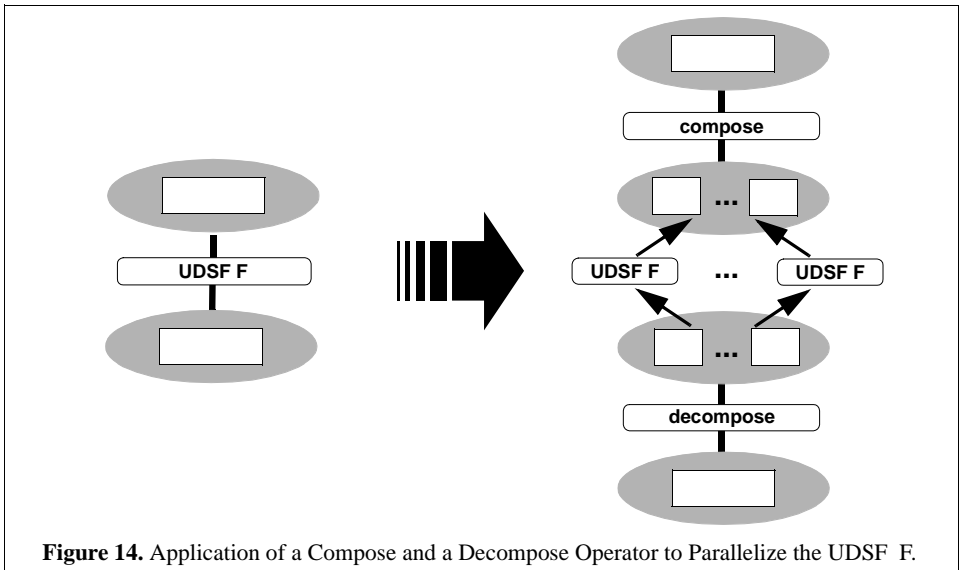 compose
...
UDSF F
UDSF F ... UDSF F
...
decompose
Figure 14. Application of a Compose and a Decompose Operator to Parallelize the UDSF F.